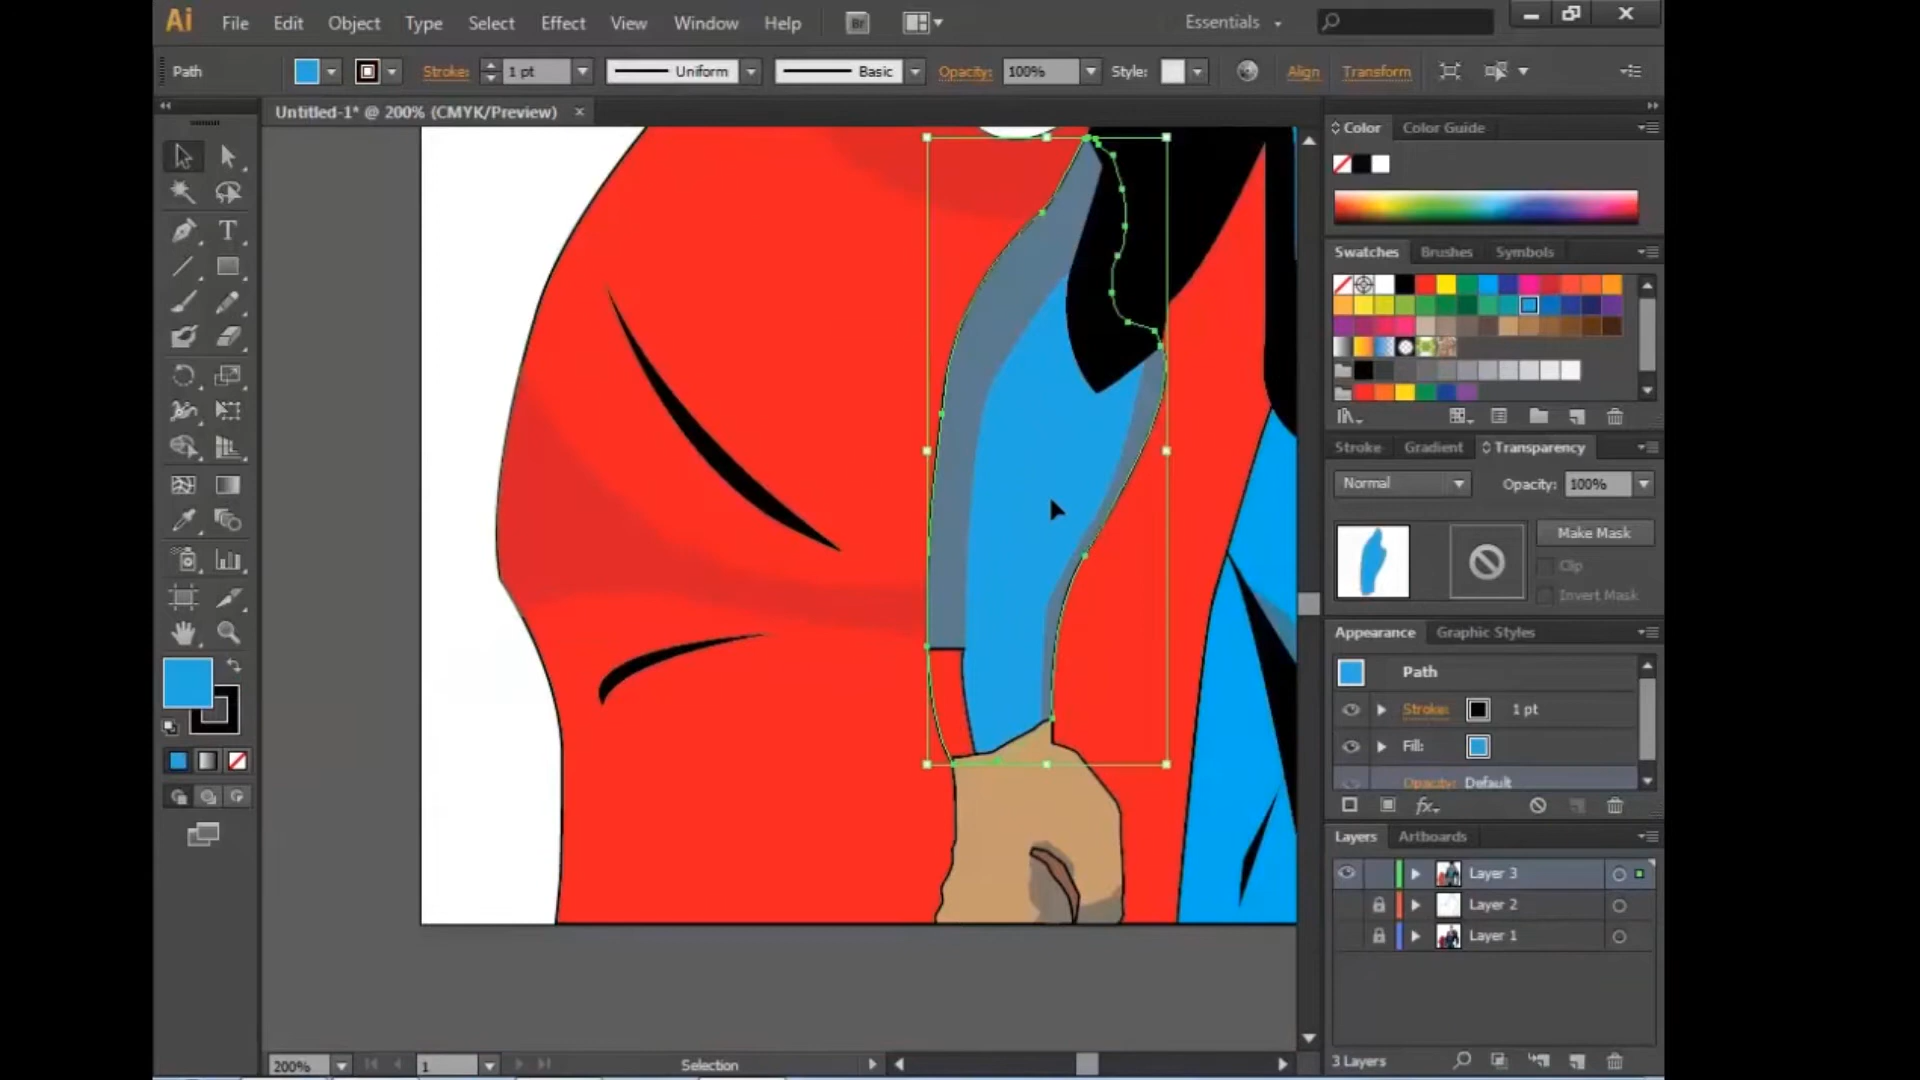 Ai File Edit Object Type Select Effect View Window Help Br Essentials
Path Stroke: 1 pt Uniform Basic Opacity: 100% Style: Align Transform
Untitled-1* @ 200% (CMYK/Preview)
Color Color Guide
Swatches Brushes Symbols
Stroke Gradient Transparency
Normal Opacity: 100%
Make Mask
Clip
Invert Mask
Appearance Graphic Styles
Path
Stroke: 1 pt
Fill:
Opacity: Default
fx
Layers Artboards
Layer 3
Layer 2
Layer 1
3 Layers
200% 1 Selection